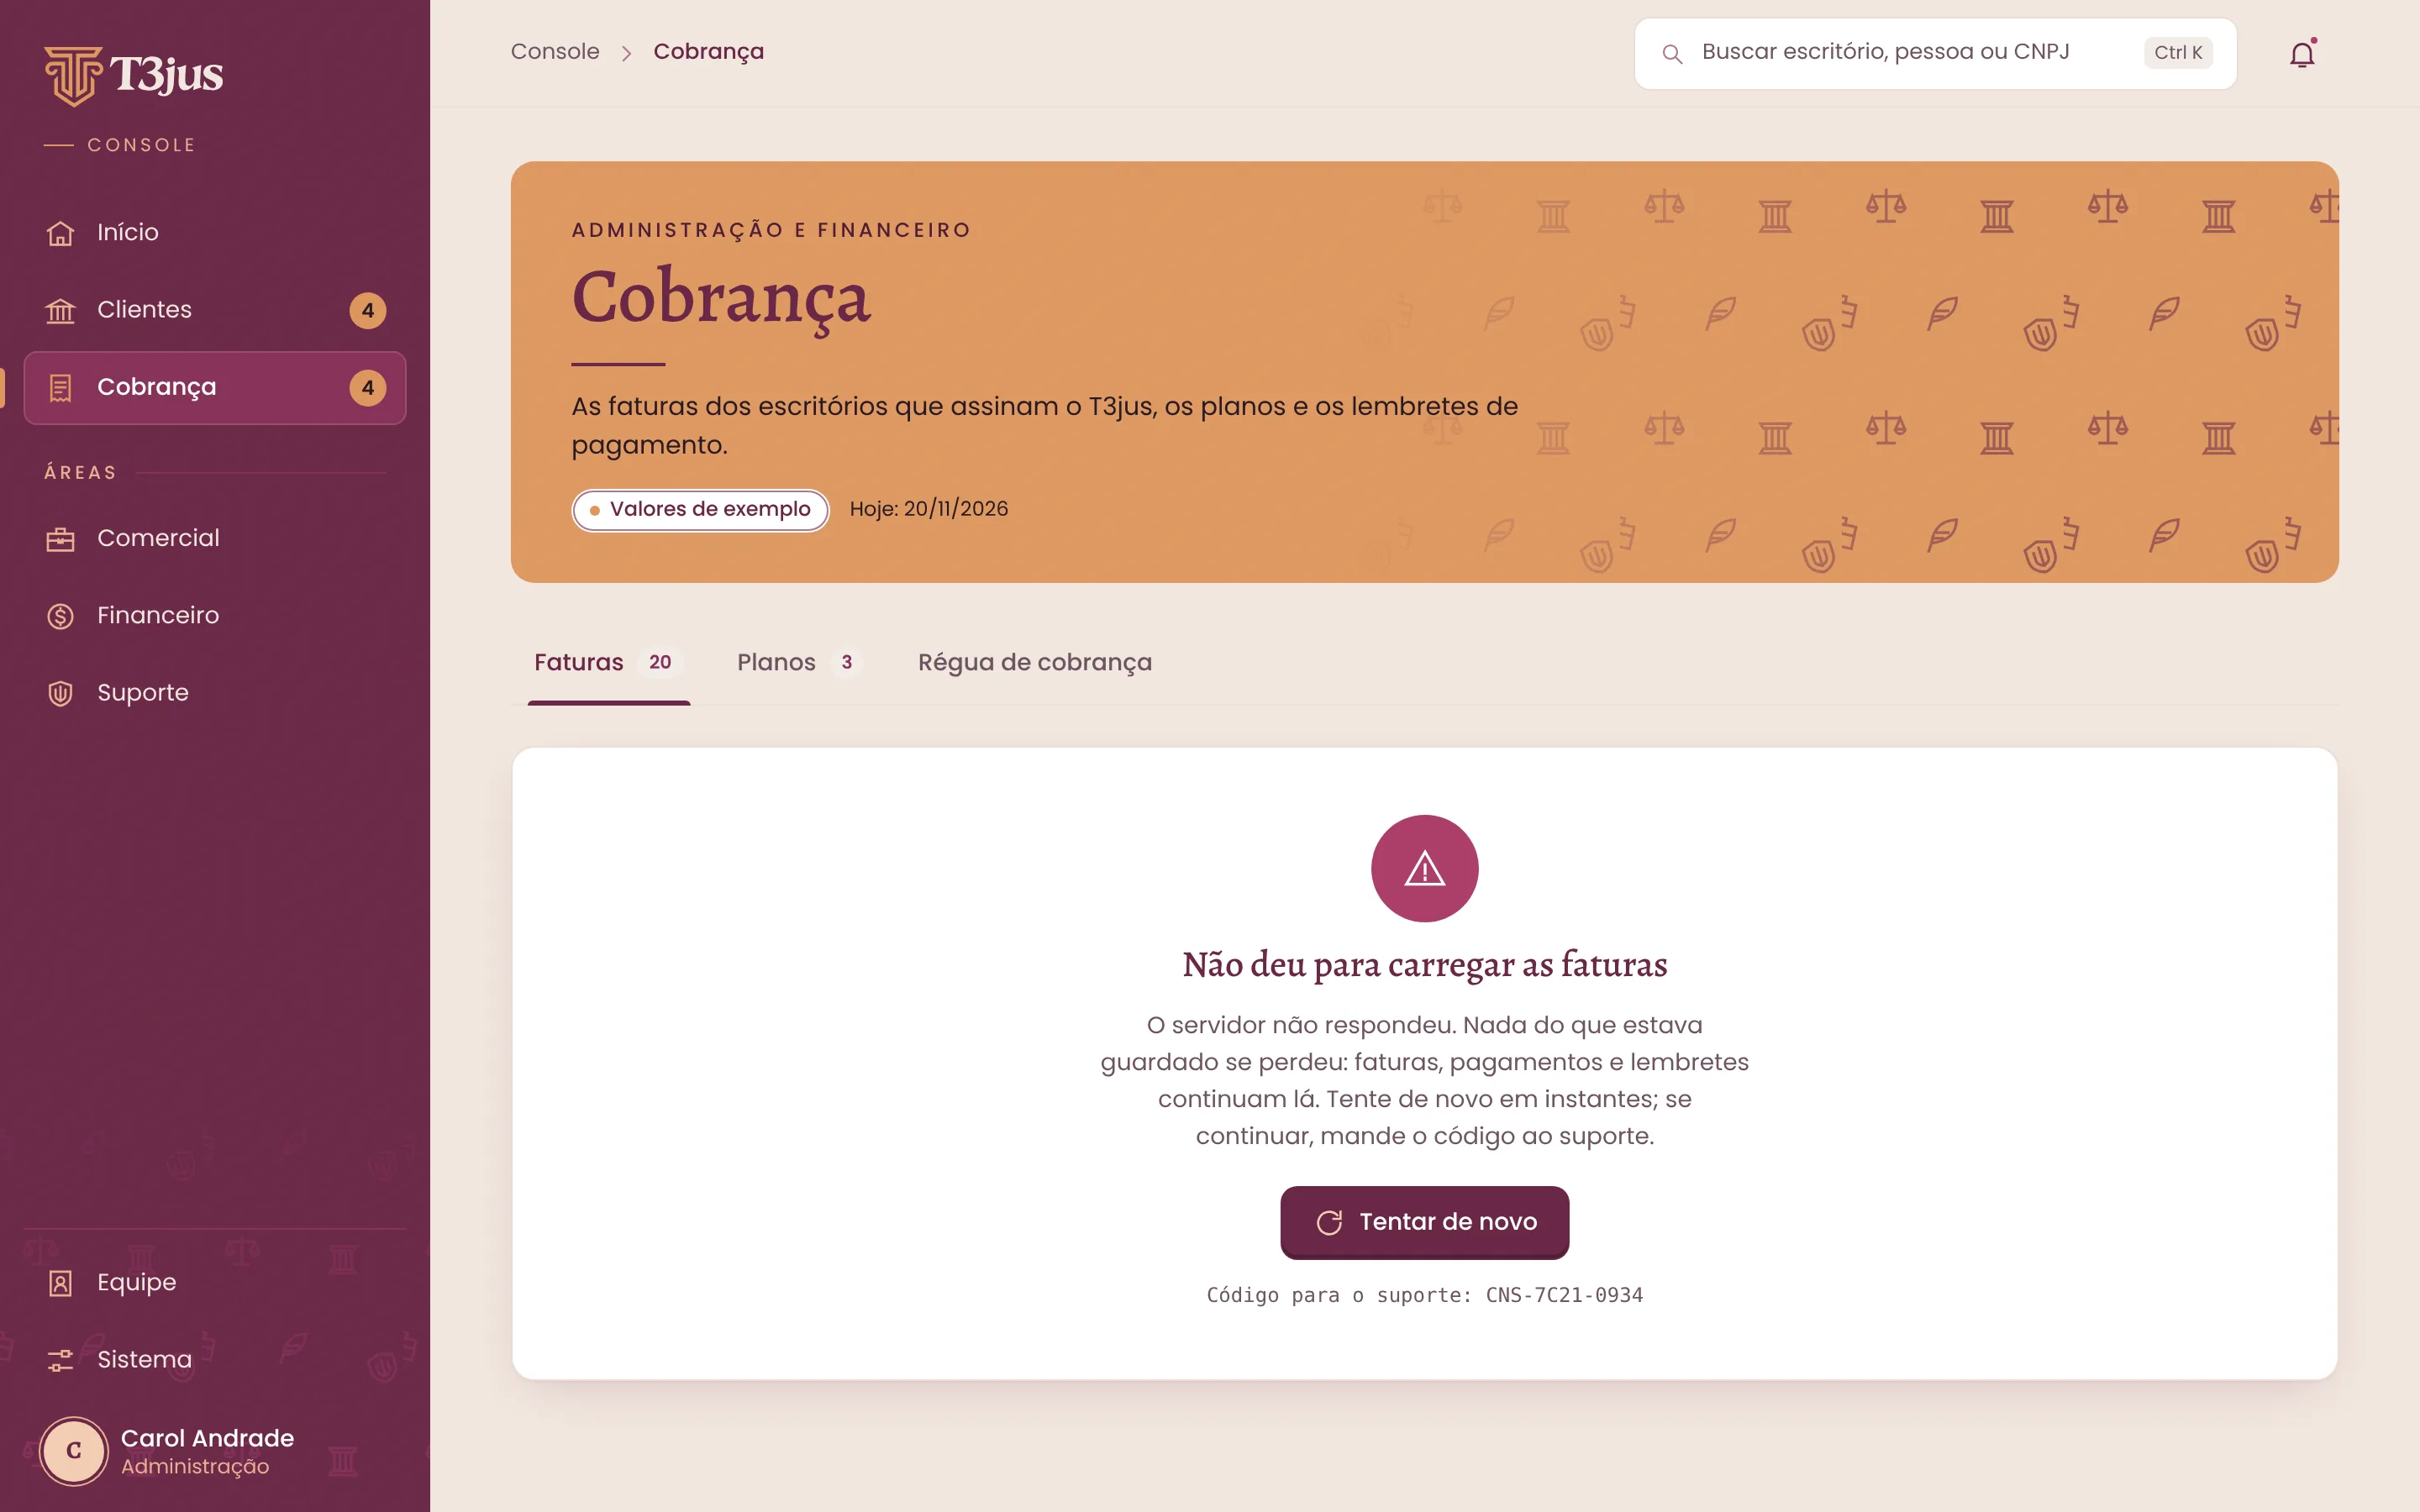 T3jus
CONSOLE
Início
Clientes 4
Cobrança 4
ÁREAS
Comercial
Financeiro
Suporte
Equipe
Sistema
C
Carol Andrade
Administração
Console > Cobrança
Buscar escritório, pessoa ou CNPJ
Ctrl K
ADMINISTRAÇÃO E FINANCEIRO
Cobrança
As faturas dos escritórios que assinam o T3jus, os planos e os lembretes de
pagamento.
Valores de exemplo
Hoje: 20/11/2026
Faturas 20
Planos 3
Régua de cobrança
Não deu para carregar as faturas
O servidor não respondeu. Nada do que estava
guardado se perdeu: faturas, pagamentos e lembretes
continuam lá. Tente de novo em instantes; se
continuar, mande o código ao suporte.
Tentar de novo
Código para o suporte: CNS-7C21-0934